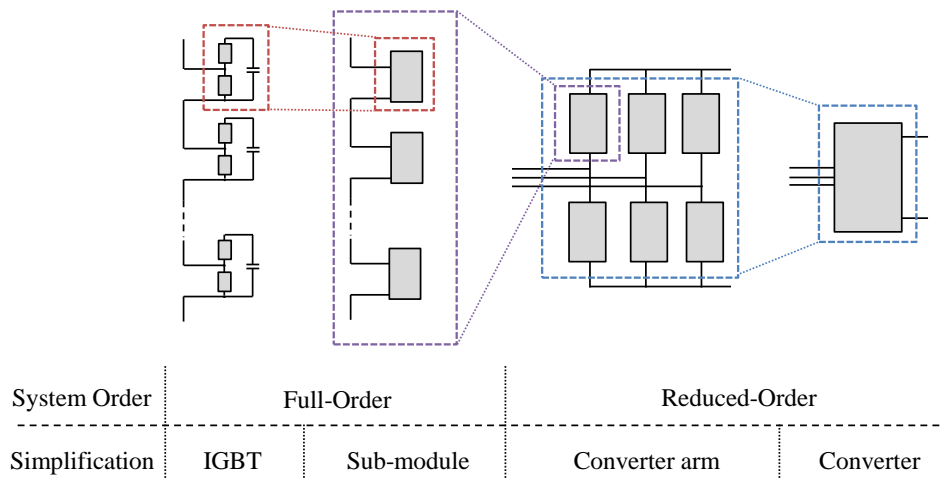 System Order Full-Order Reduced-Order
Simplification IGBT Sub-module Converter arm Converter